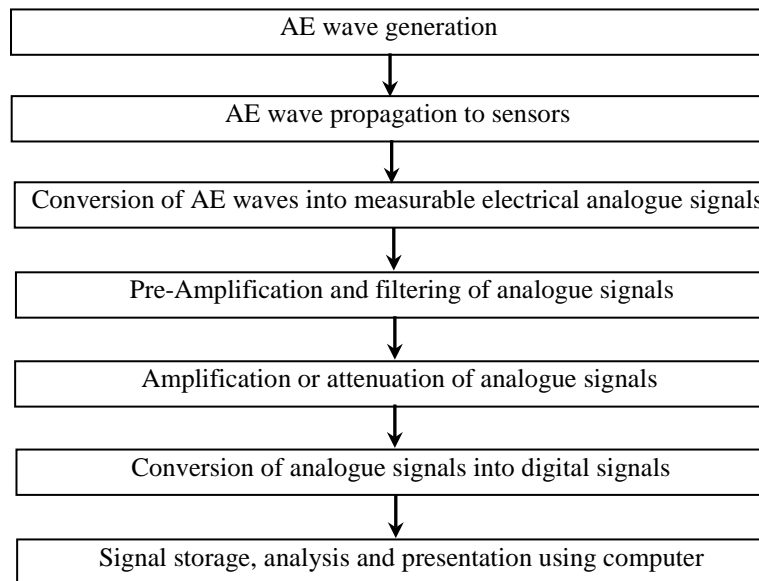 AE wave generation
AE wave propagation to sensors
Conversion of AE waves into measurable electrical analogue signals
Pre-Amplification and filtering of analogue signals
Amplification or attenuation of analogue signals
Conversion of analogue signals into digital signals
Signal storage, analysis and presentation using computer